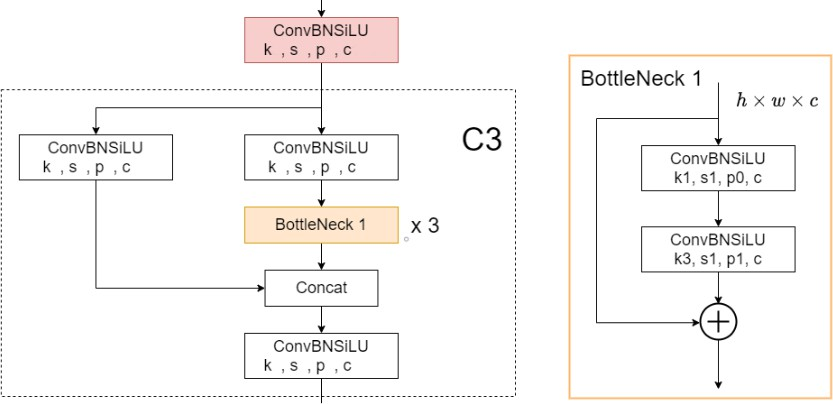 ConvBNSiLU
k , s , p , c
ConvBNSiLU
k , s , p , c
ConvBNSiLU
k , s , p , c
C3
BottleNeck 1
x 3
Concat
ConvBNSiLU
k , s , p , c
BottleNeck 1
h × w × c
ConvBNSiLU
k1, s1, p0, c
ConvBNSiLU
k3, s1, p1, c